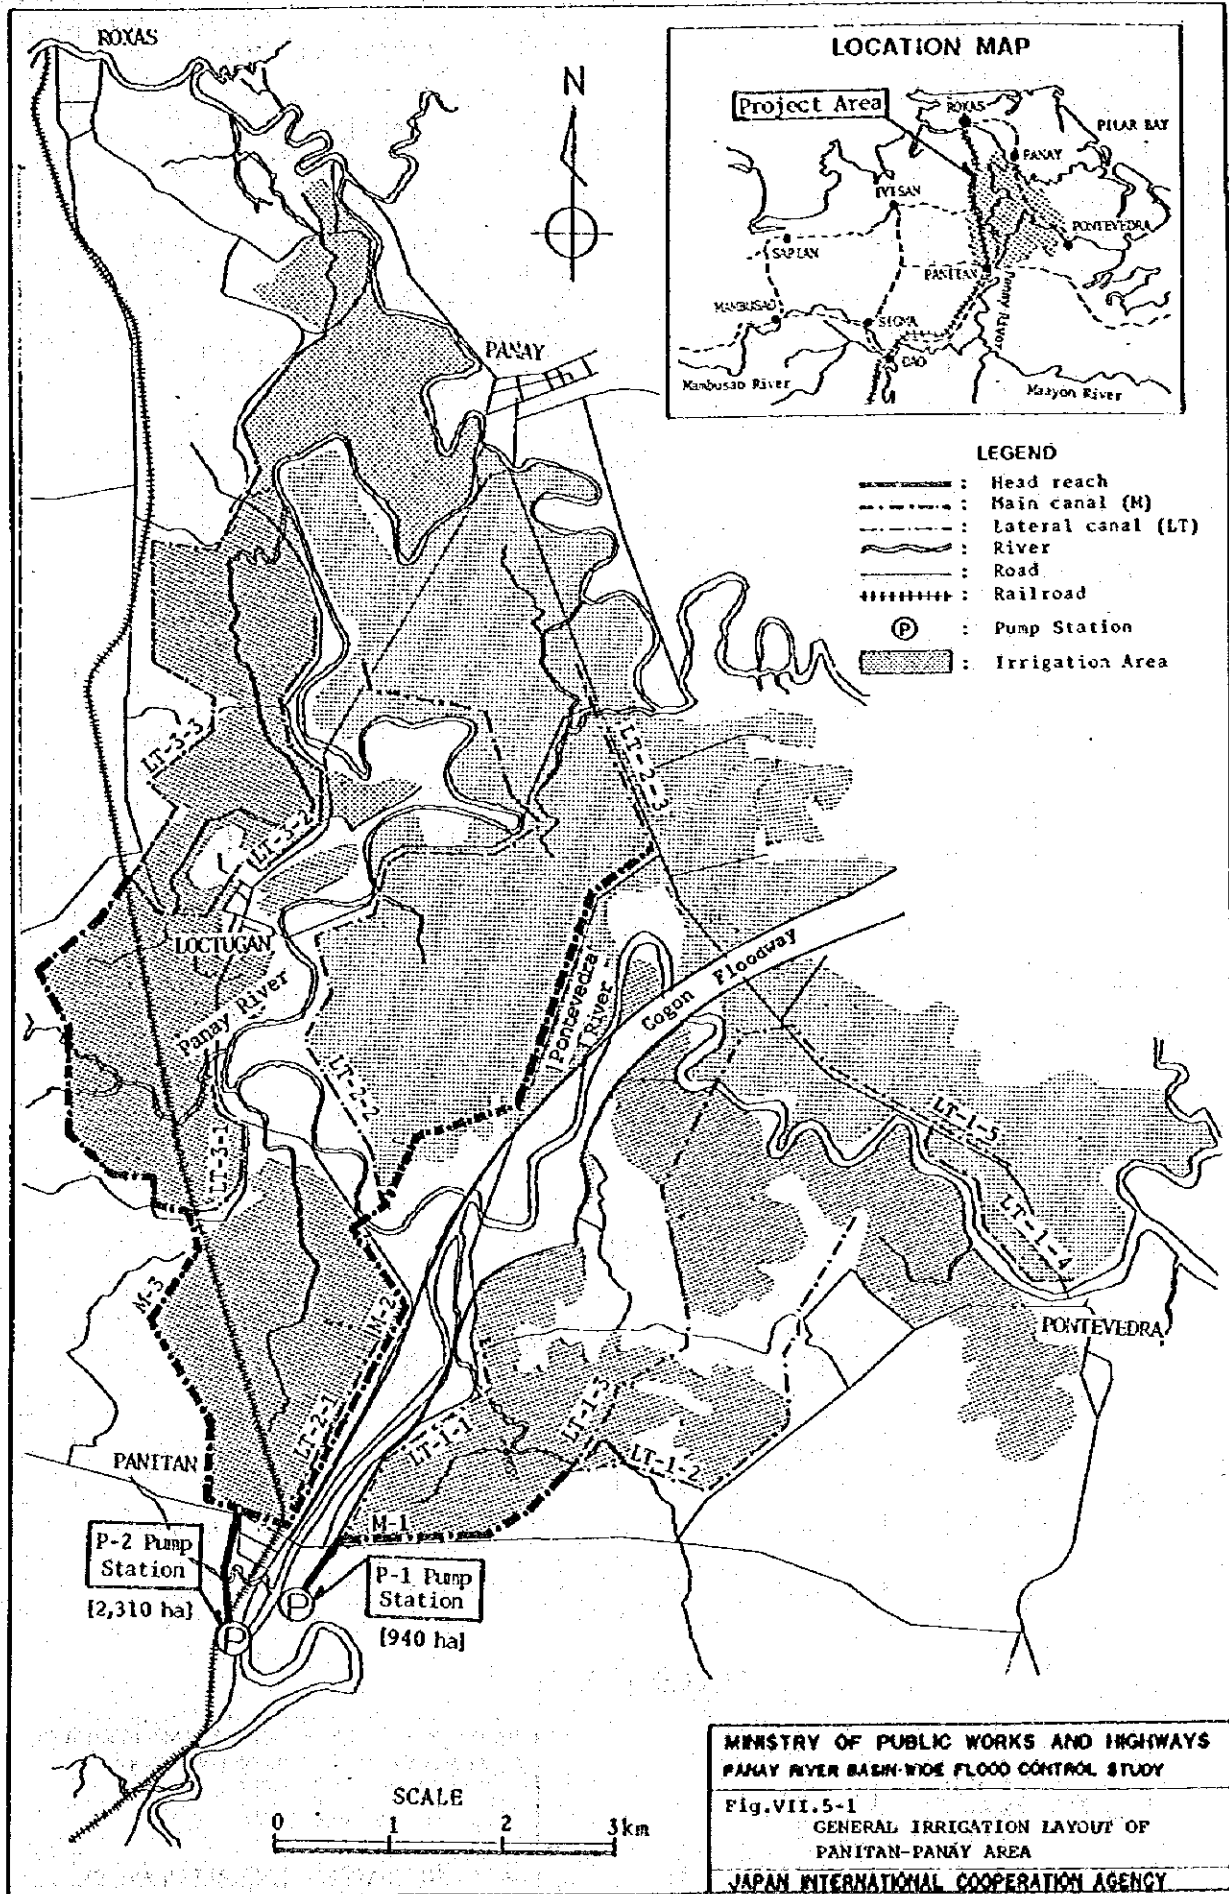 ROXAS
N
LOCATION MAP
Project Area
ROXAS
PILAR BAY
PANAY
IVISAN
PONTEVEDRA
SAPIAN
PANITAN
Panay River
MAMBUSAO
SIGMA
DAO
Mambusao River
Maayon River
PANAY
LEGEND
: Head reach
: Main canal (M)
: Lateral canal (LT)
: River
: Road
: Railroad
P : Pump Station
: Irrigation Area
LT-3-3
LT-2-3
LT-3-2
LOCTUGAN
Panay River
Pontevedra River
Cogon Floodway
LT-2-2
LT-3-1
LT-1-5
LT-1-4
M-3
M-2
PONTEVEDRA
LT-2-1
LT-1-1
LT-1-3
LT-1-2
PANITAN
M-1
P-2 Pump
Station
[2,310 ha]
P-1 Pump
Station
[940 ha]
P
P
SCALE
0 1 2 3km
MINISTRY OF PUBLIC WORKS AND HIGHWAYS
PANAY RIVER BASIN-WIDE FLOOD CONTROL STUDY
Fig.VII.5-1
GENERAL IRRIGATION LAYOUT OF
PANITAN-PANAY AREA
JAPAN INTERNATIONAL COOPERATION AGENCY